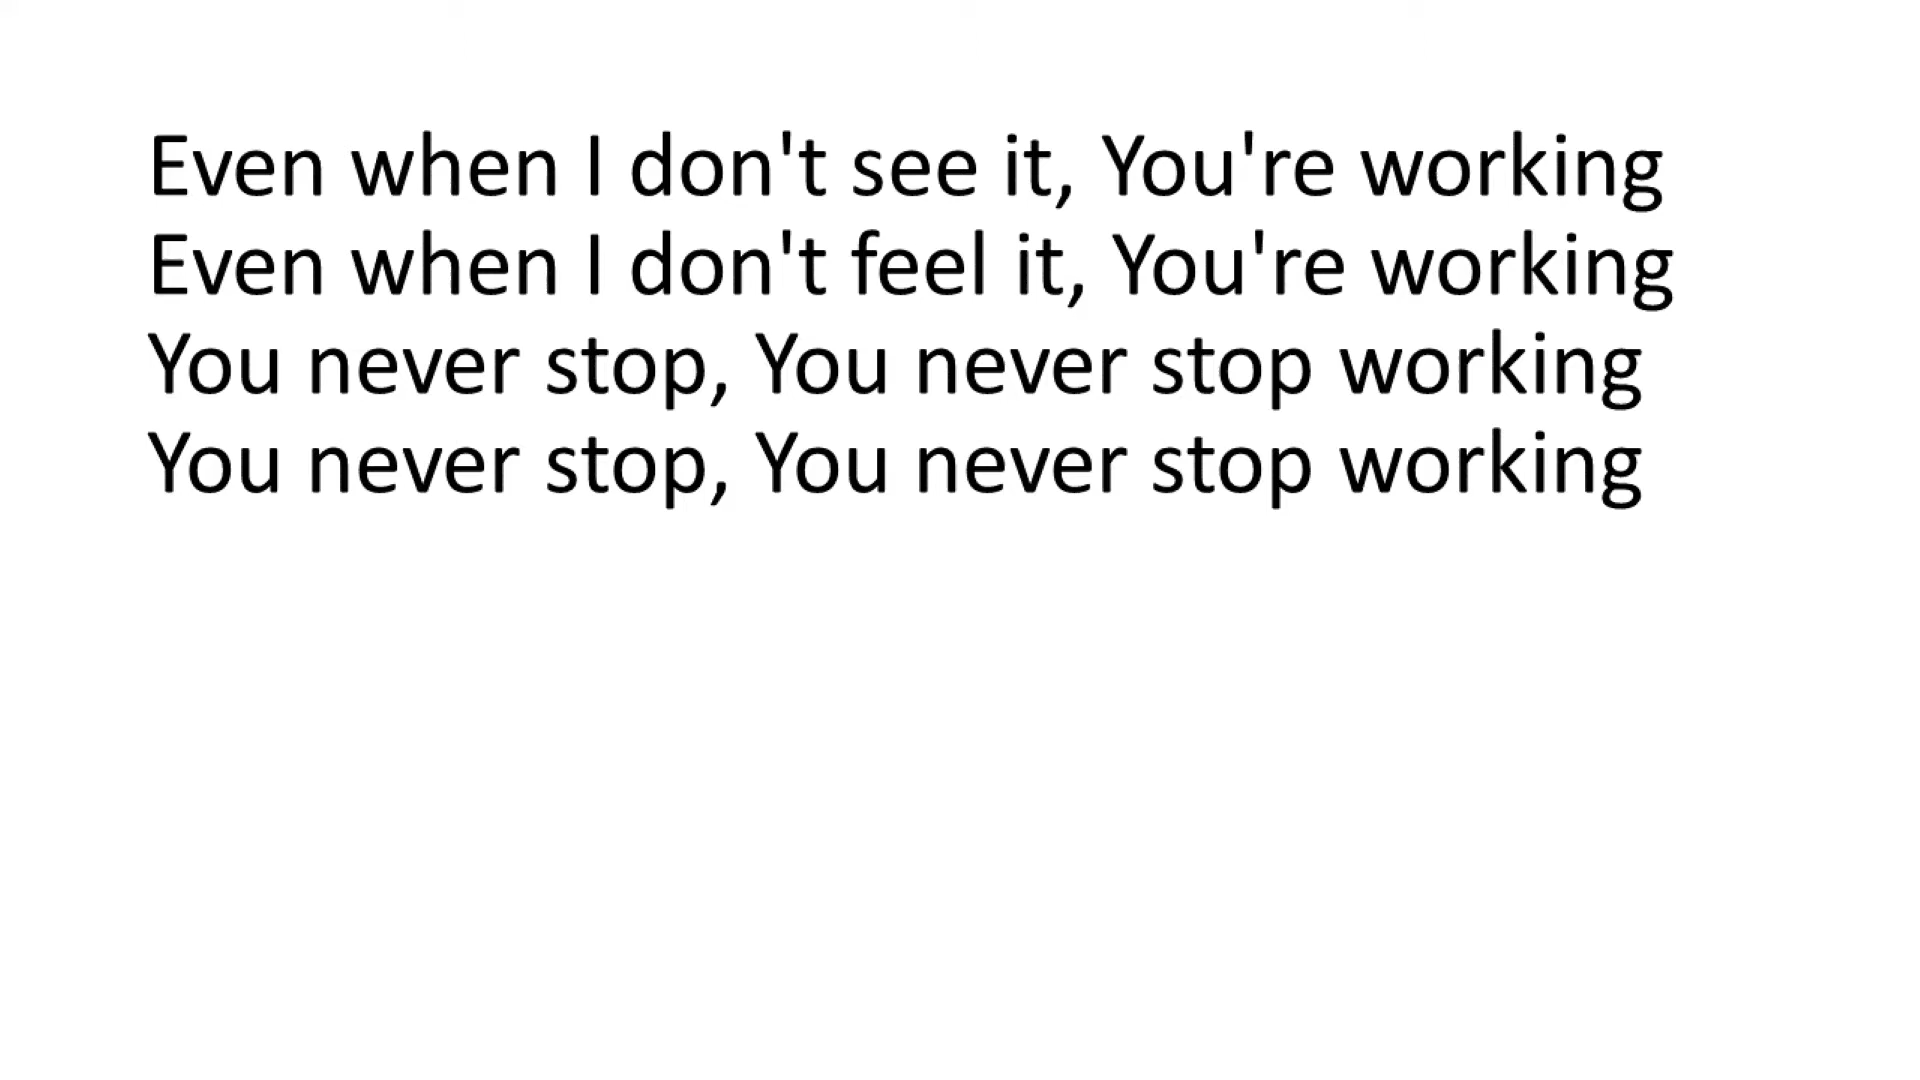 Even when I don't see it, You're working
Even when I don't feel it, You're working
You never stop, You never stop working
You never stop, You never stop working